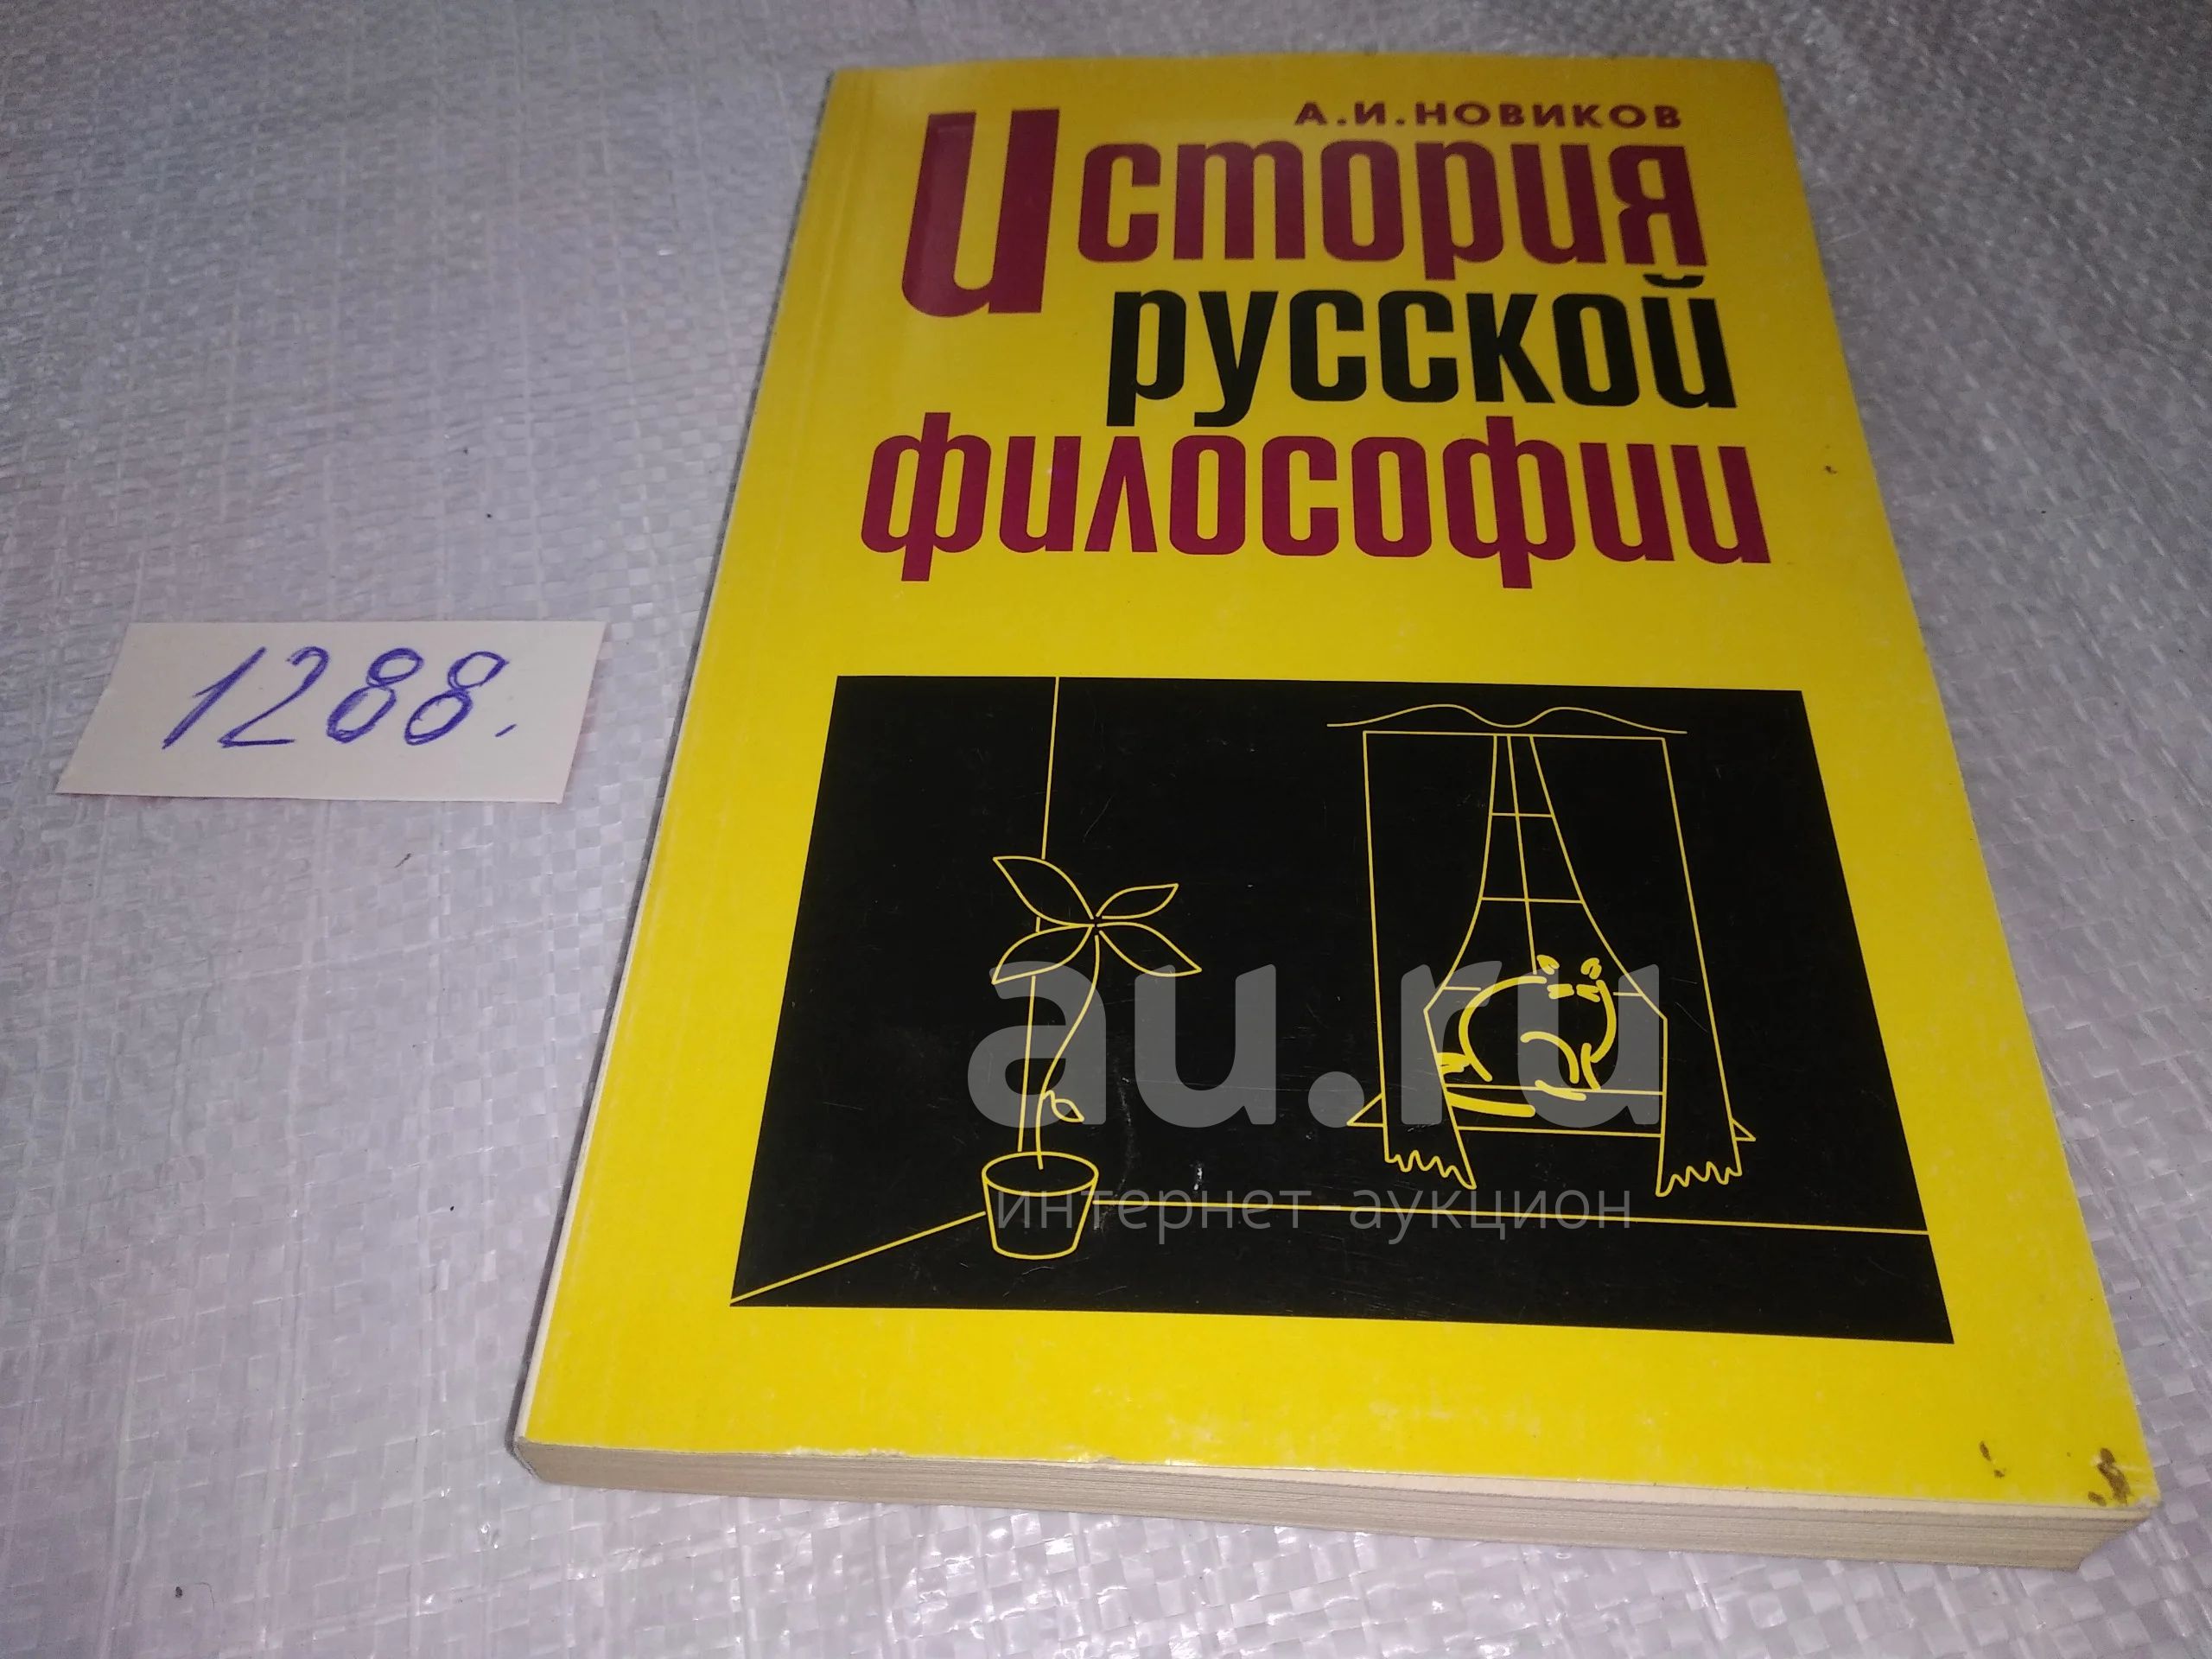 А.И.НОВИКОВ
История
русской
философии
1288.
au.ru
интернет-аукцион